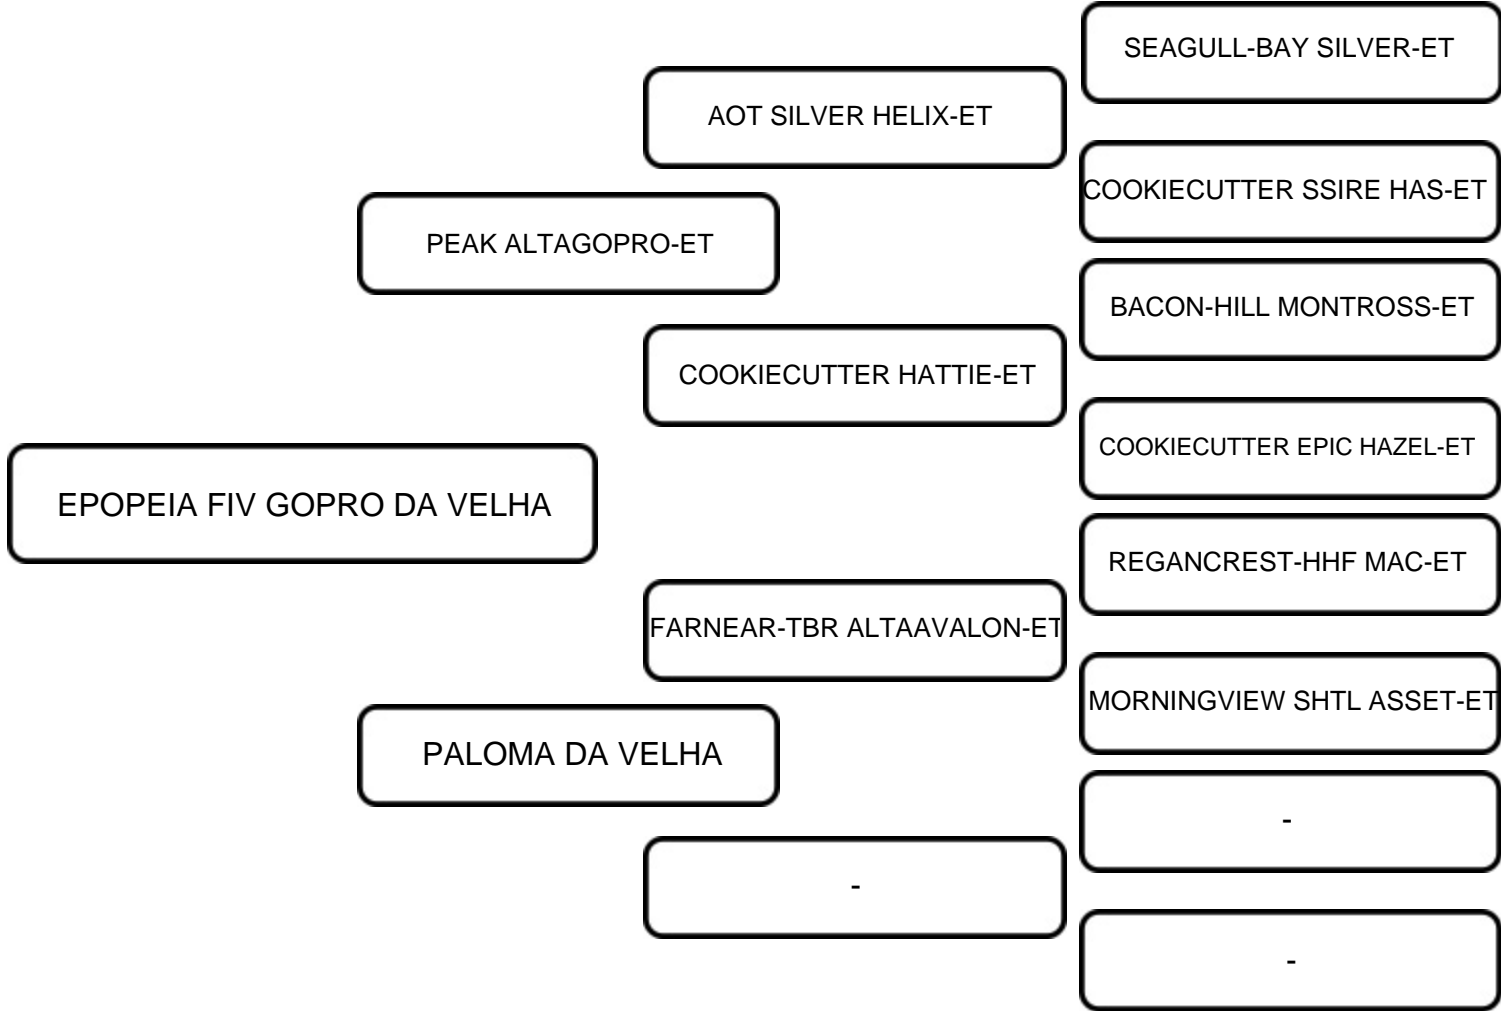 SEAGULL-BAY SILVER-ET
AOT SILVER HELIX-ET
COOKIECUTTER SSIRE HAS-ET
PEAK ALTAGOPRO-ET
BACON-HILL MONTROSS-ET
COOKIECUTTER HATTIE-ET
COOKIECUTTER EPIC HAZEL-ET
EPOPEIA FIV GOPRO DA VELHA
REGANCREST-HHF MAC-ET
FARNEAR-TBR ALTAAVALON-ET
MORNINGVIEW SHTL ASSET-ET
PALOMA DA VELHA
-
-
-